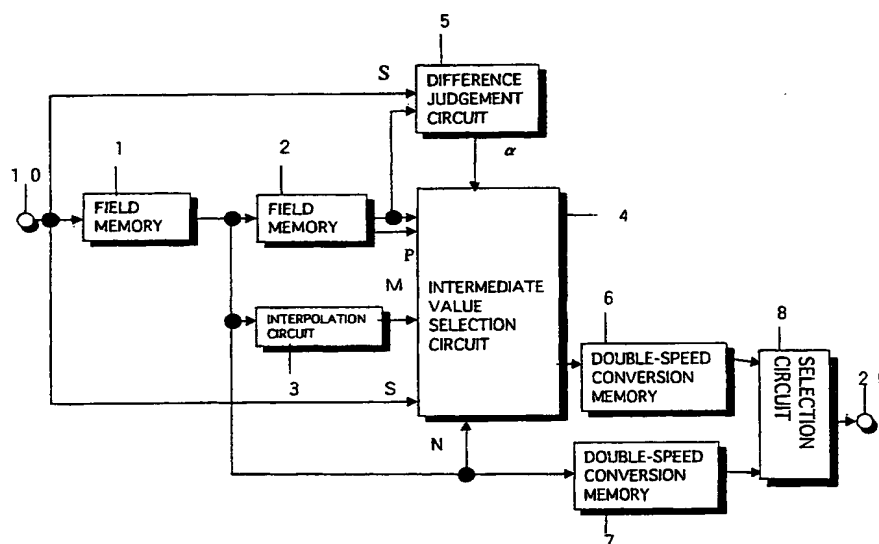 5
S
DIFFERENCE
JUDGEMENT
CIRCUIT
1
2
α
1 0
FIELD
MEMORY
FIELD
MEMORY
4
P
M
INTERMEDIATE
VALUE
SELECTION
CIRCUIT
INTERPOLATION
CIRCUIT
3
S
6
8
DOUBLE-SPEED
CONVERSION
MEMORY
SELECTION
CIRCUIT
2
N
DOUBLE-SPEED
CONVERSION
MEMORY
7